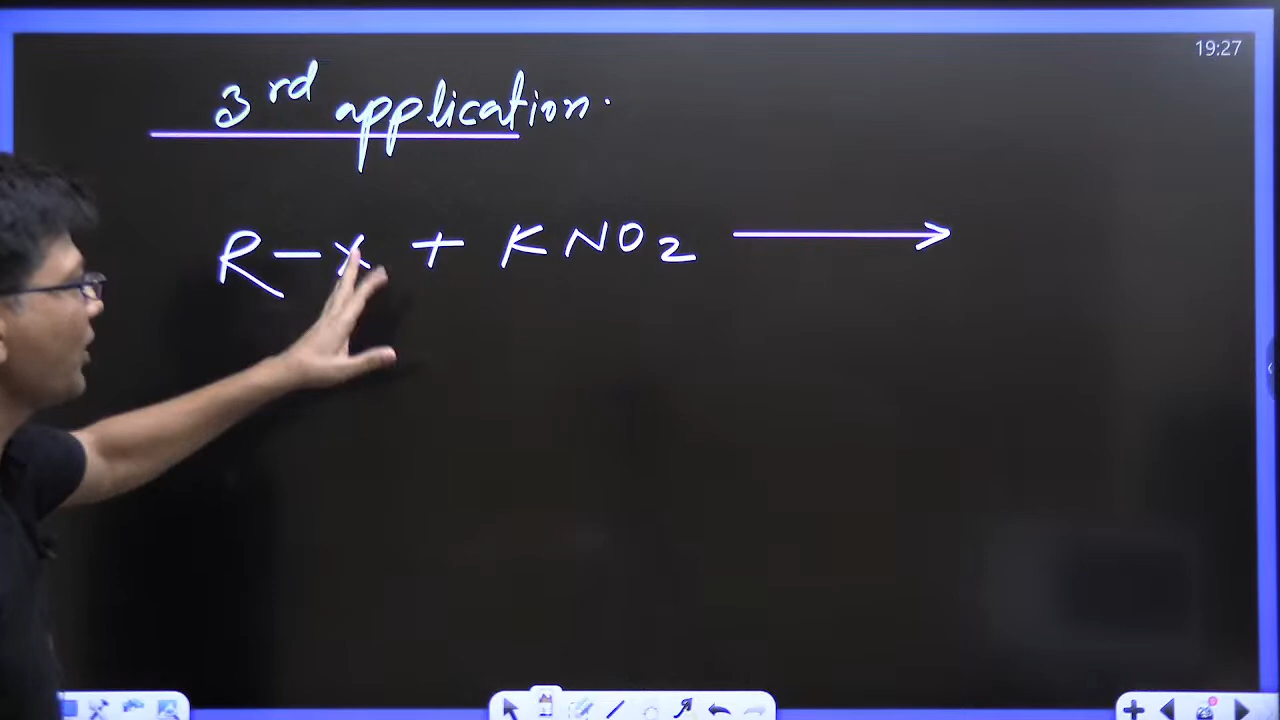 19:27
3rd application.
R-X + KNO2 ⟶